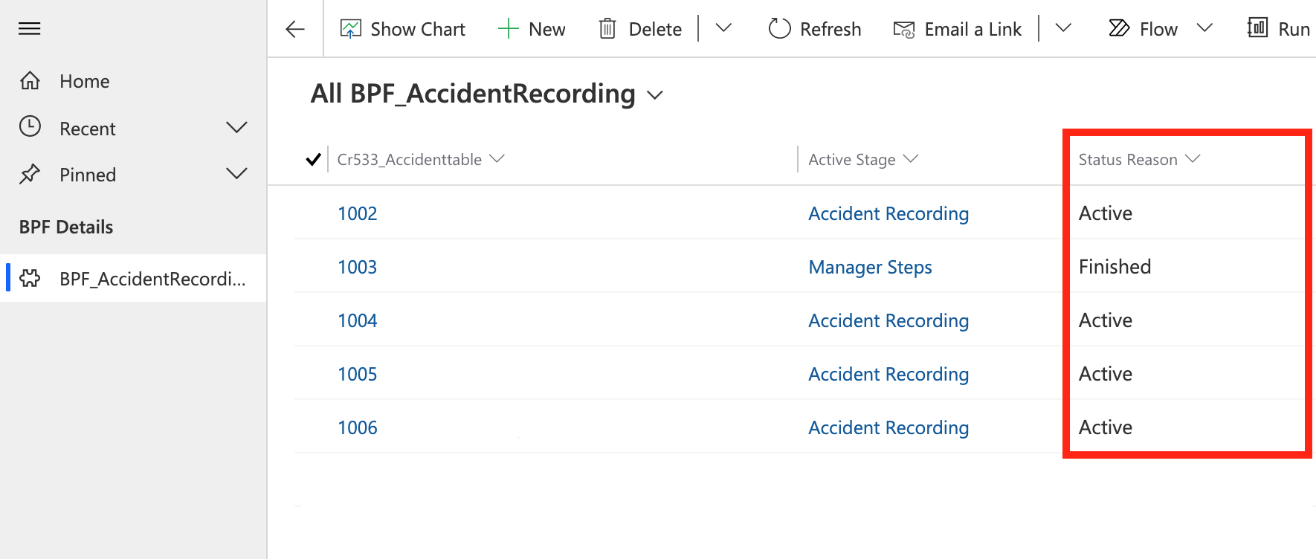 Show Chart New Delete Refresh Email a Link Flow Run
Home
Recent
Pinned
BPF Details
BPF_AccidentRecordi...
All BPF_AccidentRecording
Cr533_Accidenttable Active Stage Status Reason
1002 Accident Recording Active
1003 Manager Steps Finished
1004 Accident Recording Active
1005 Accident Recording Active
1006 Accident Recording Active